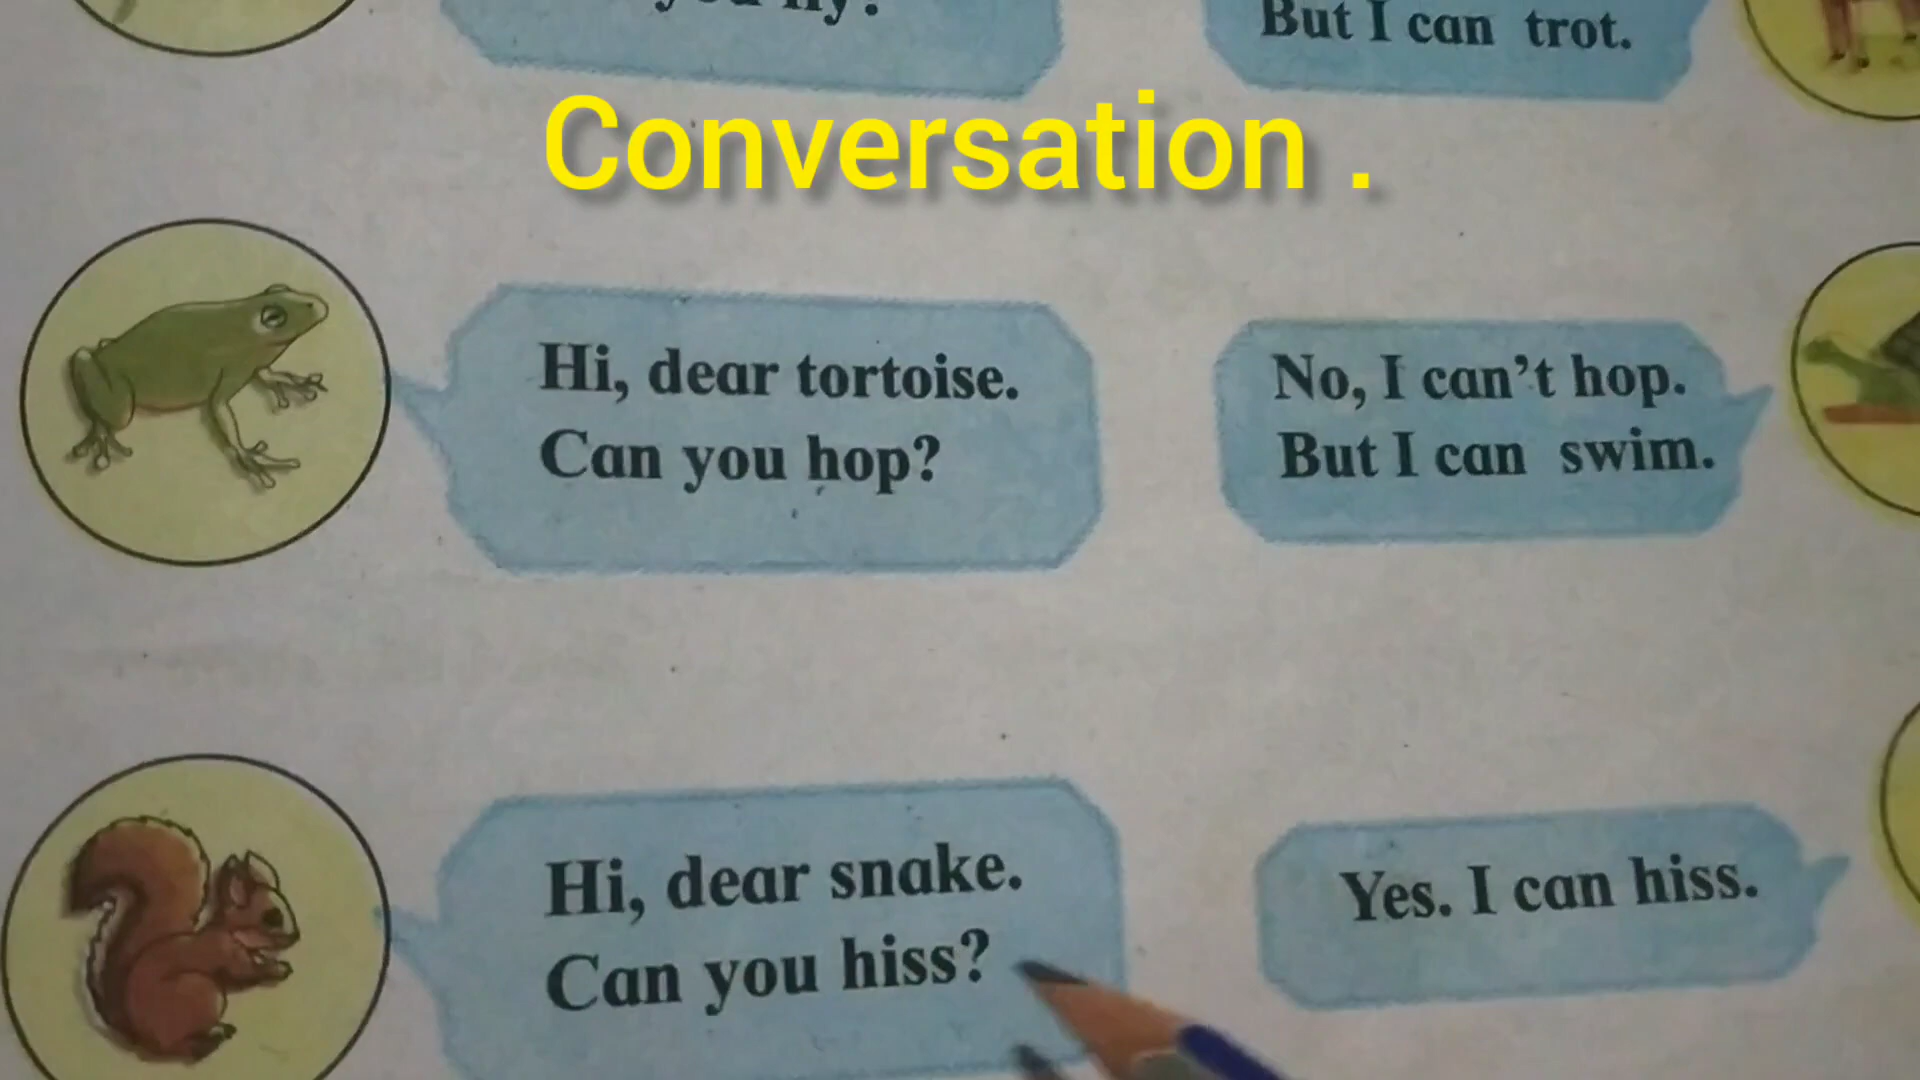 But I can trot.
Conversation .
Hi, dear tortoise.
Can you hop?
No, I can't hop.
But I can swim.
Hi, dear snake.
Can you hiss?
Yes. I can hiss.